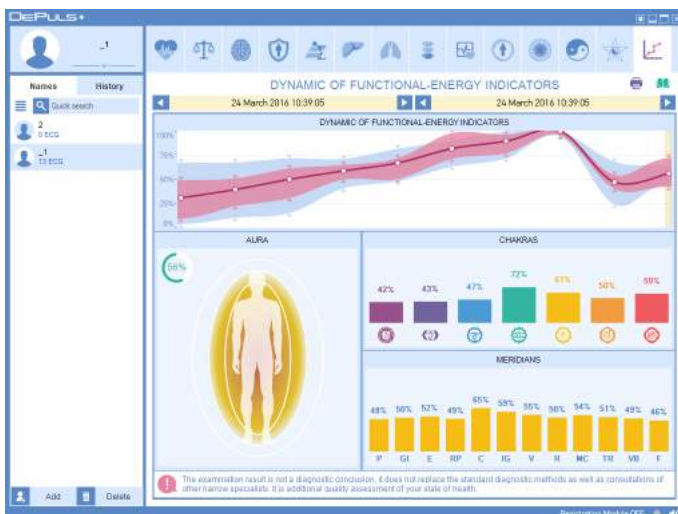 DePuls+
_1
Names History
Quick search
2
0 ECG
_1
13 ECG
Add Delete
DYNAMIC OF FUNCTIONAL-ENERGY INDICATORS
24 March 2016 10:39:05 24 March 2016 10:39:05
DYNAMIC OF FUNCTIONAL-ENERGY INDICATORS
100%
75%
50%
25%
0%
AURA
56%
CHAKRAS
42% 43% 47% 72% 61% 50% 59%
MERIDIANS
48% 50% 52% 49% 65% 59% 55% 50% 54% 51% 49% 46%
P GI E RP C IG V R MC TR VB F
The examination result is not a diagnostic conclusion, it does not replace the standard diagnostic methods as well as consultations of
other narrow specialists. It is additional quality assessment of your state of health.
Registration Module OFF